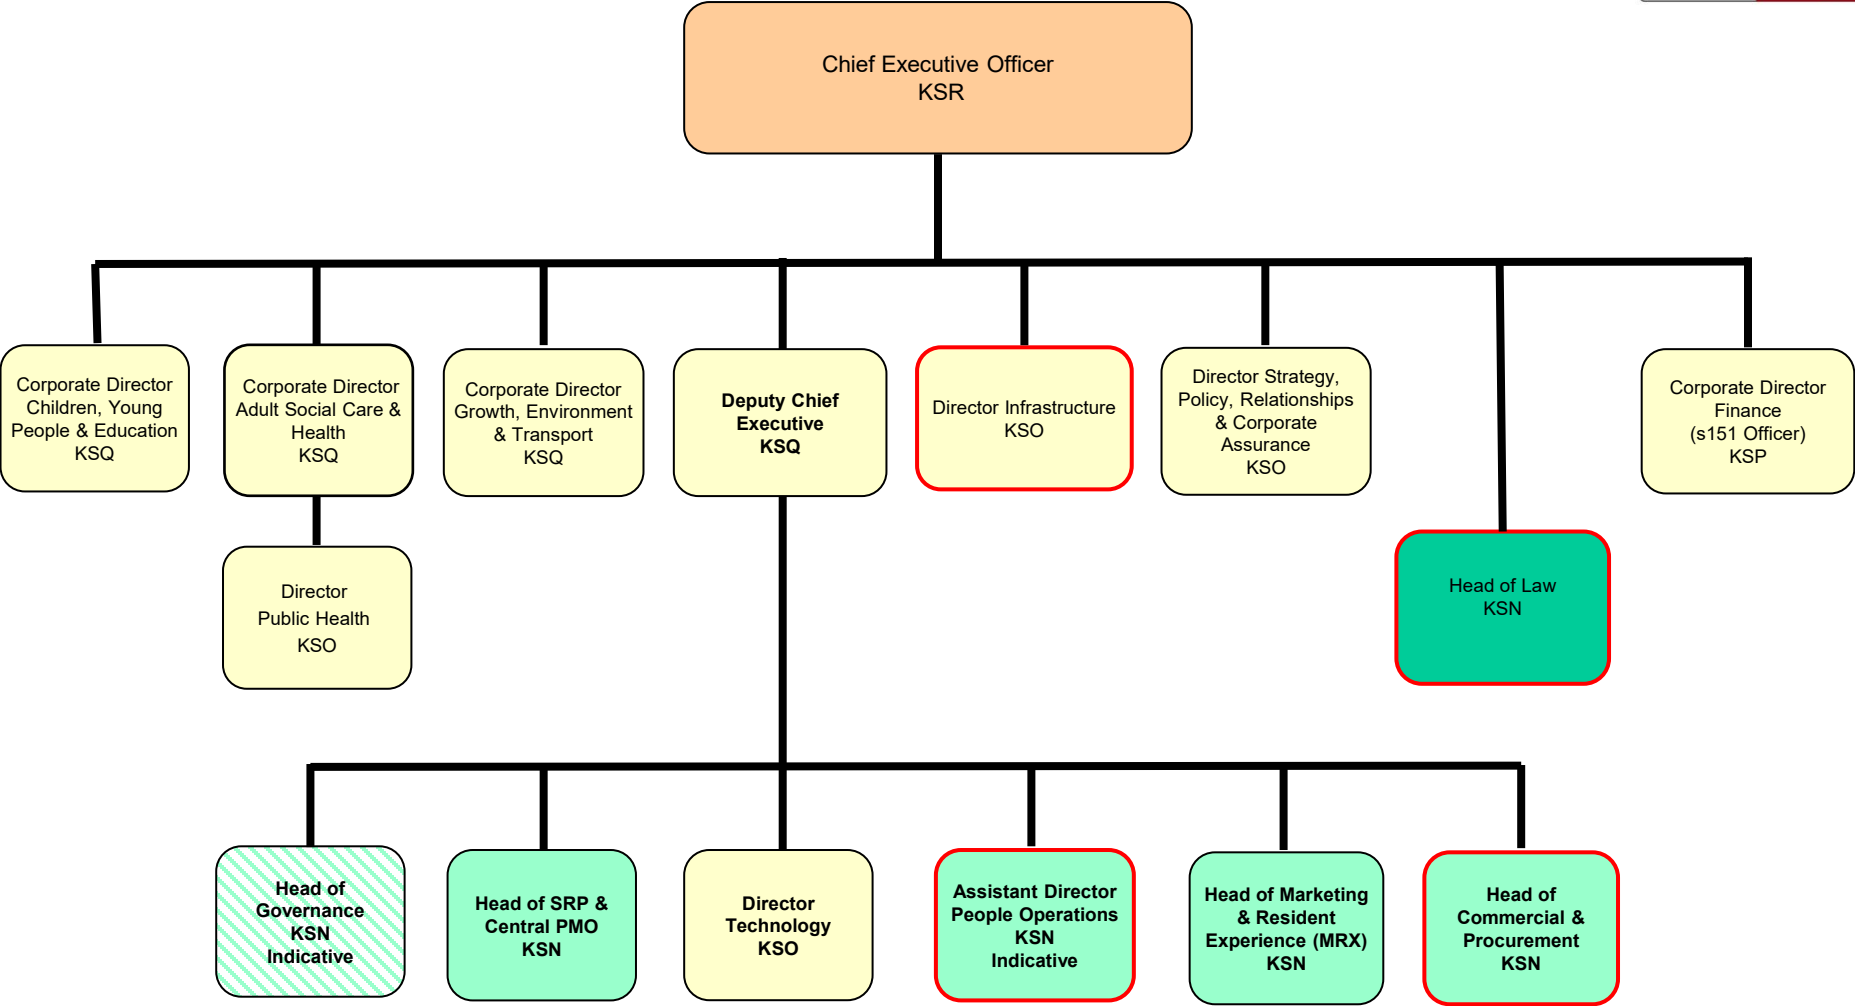 Chief Executive Officer
KSR
Corporate Director
Children, Young
People & Education
KSQ
Corporate Director
Adult Social Care &
Health
KSQ
Corporate Director
Growth, Environment
& Transport
KSQ
Deputy Chief
Executive
KSQ
Director Infrastructure
KSO
Director Strategy,
Policy, Relationships
& Corporate
Assurance
KSO
Corporate Director
Finance
(s151 Officer)
KSP
Director
Public Health
KSO
Head of Law
KSN
Head of
Governance
KSN
Indicative
Head of SRP &
Central PMO
KSN
Director
Technology
KSO
Assistant Director
People Operations
KSN
Indicative
Head of Marketing
& Resident
Experience (MRX)
KSN
Head of
Commercial &
Procurement
KSN